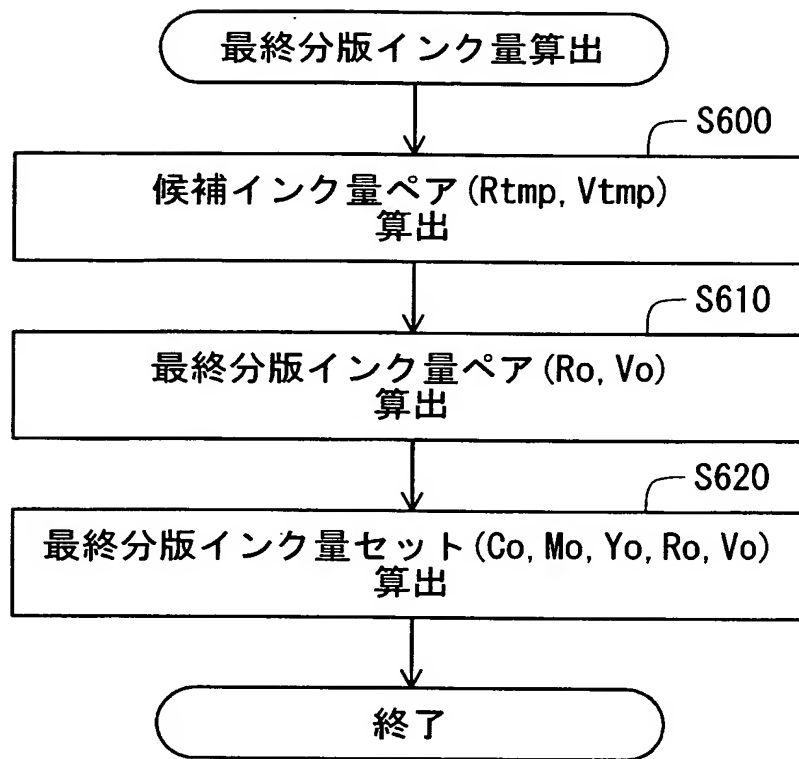 最終分版インク量算出
S600
候補インク量ペア(Rtmp, Vtmp)
算出
S610
最終分版インク量ペア(Ro, Vo)
算出
S620
最終分版インク量セット(Co, Mo, Yo, Ro, Vo)
算出
終了